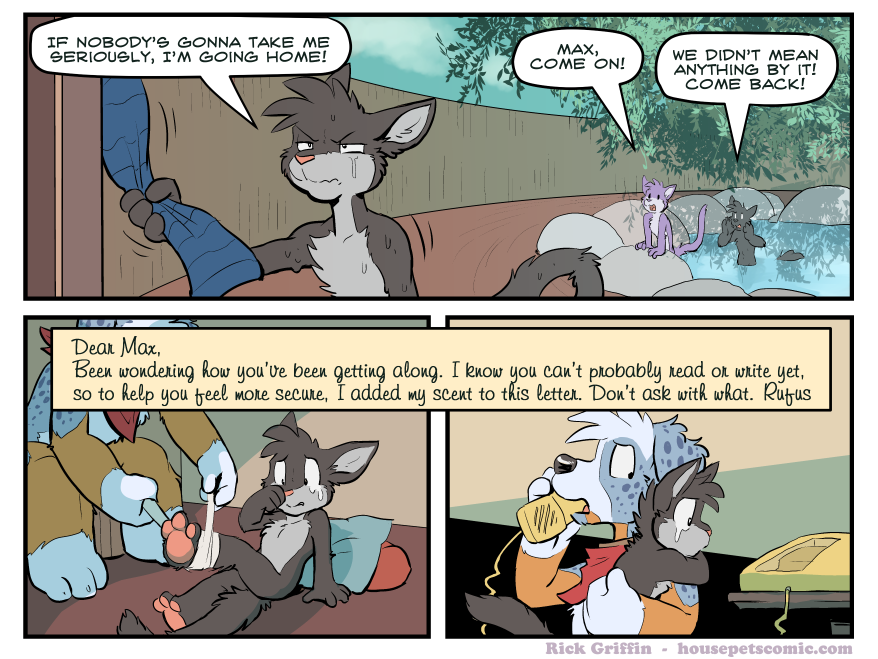 IF NOBODY'S GONNA TAKE ME
SERIOUSLY, I'M GOING HOME!
MAX,
COME ON!
WE DIDN'T MEAN
ANYTHING BY IT!
COME BACK!
Dear Max,
Been wondering how you've been getting along. I know you can't probably read or write yet,
so to help you feel more secure, I added my scent to this letter. Don't ask with what. Rufus
Rick Griffin - housepetscomic.com